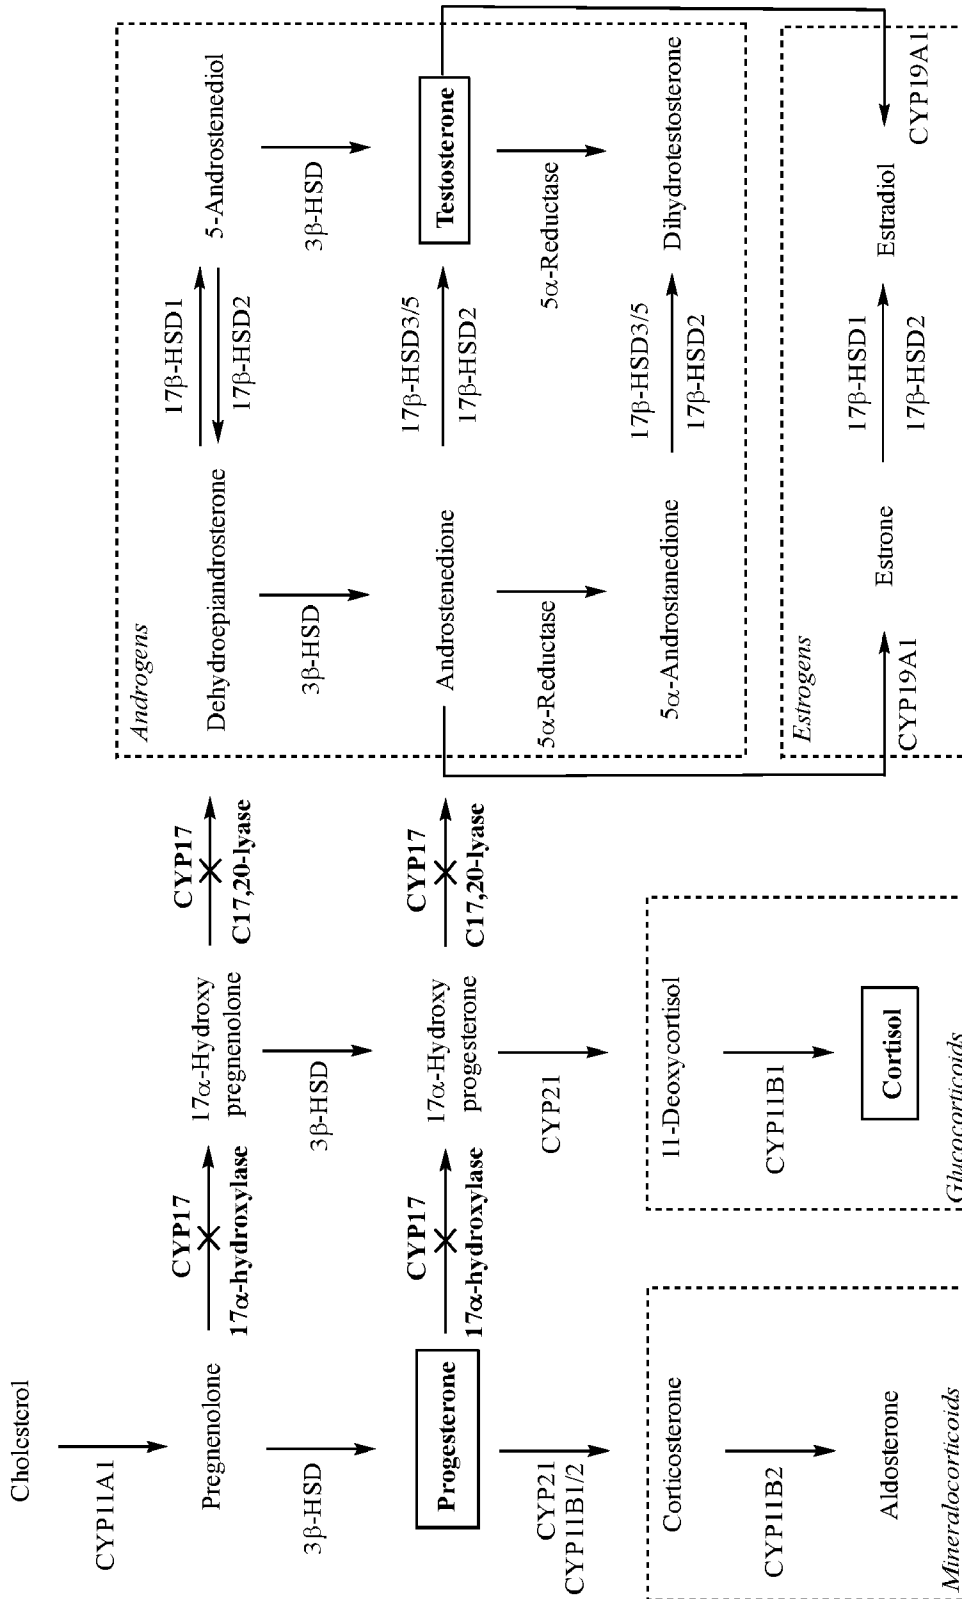 Cholesterol
CYP11A1
Pregnenolone
CYP17
17α-hydroxylase
17α-Hydroxy
pregnenolone
CYP17
C17,20-lyase
Androgens
Dehydroepiandrosterone
17β-HSD1
17β-HSD2
5-Androstenediol
3β-HSD
3β-HSD
3β-HSD
3β-HSD
Progesterone
CYP17
17α-hydroxylase
17α-Hydroxy
progesterone
CYP17
C17,20-lyase
Androstenedione
17β-HSD3/5
17β-HSD2
Testosterone
CYP21
CYP11B1/2
CYP21
5α-Reductase
5α-Reductase
Corticosterone
11-Deoxycortisol
5α-Androstanedione
17β-HSD3/5
17β-HSD2
Dihydrotestosterone
CYP11B2
CYP11B1
Estrogens
Aldosterone
Cortisol
CYP19A1
Estrone
17β-HSD1
17β-HSD2
Estradiol
CYP19A1
Mineralocorticoids
Glucocorticoids